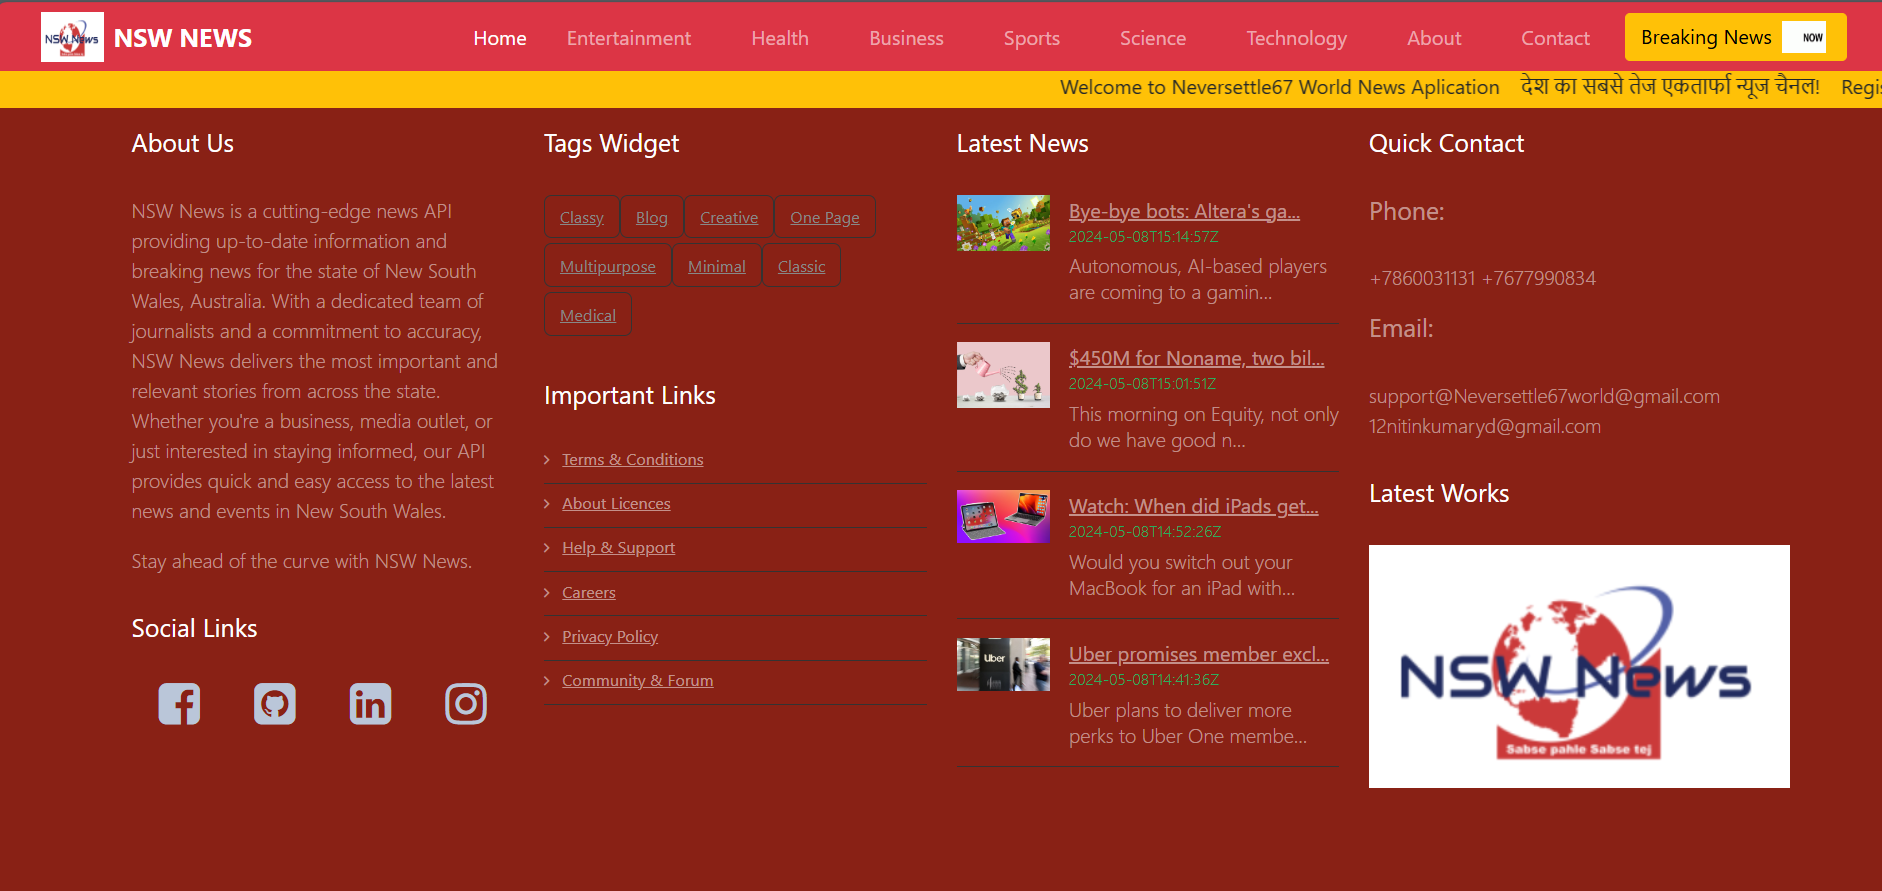 NSW News
NSW NEWS
Home
Entertainment
Health
Business
Sports
Science
Technology
About
Contact
Breaking News
NOW
Welcome to Neversettle67 World News Aplication देश का सबसे तेज एकतार्फा न्यूज चैनल!
About Us
NSW News is a cutting-edge news API
providing up-to-date information and
breaking news for the state of New South
Wales, Australia. With a dedicated team of
journalists and a commitment to accuracy,
NSW News delivers the most important and
relevant stories from across the state.
Whether you're a business, media outlet, or
just interested in staying informed, our API
provides quick and easy access to the latest
news and events in New South Wales.
Stay ahead of the curve with NSW News.
Social Links
Tags Widget
Classy
Blog
Creative
One Page
Multipurpose
Minimal
Classic
Medical
Important Links
Terms & Conditions
About Licences
Help & Support
Careers
Privacy Policy
Community & Forum
Latest News
Bye-bye bots: Altera's ga...
2024-05-08T15:14:57Z
Autonomous, AI-based players
are coming to a gamin...
$450M for Noname, two bil...
2024-05-08T15:01:51Z
This morning on Equity, not only
do we have good n...
Watch: When did iPads get...
2024-05-08T14:52:26Z
Would you switch out your
MacBook for an iPad with...
Uber
Uber promises member excl...
2024-05-08T14:41:36Z
Uber plans to deliver more
perks to Uber One membe...
Quick Contact
Phone:
+7860031131 +7677990834
Email:
support@Neversettle67world@gmail.com
12nitinkumaryd@gmail.com
Latest Works
NSW News
Sabse pahle Sabse tej